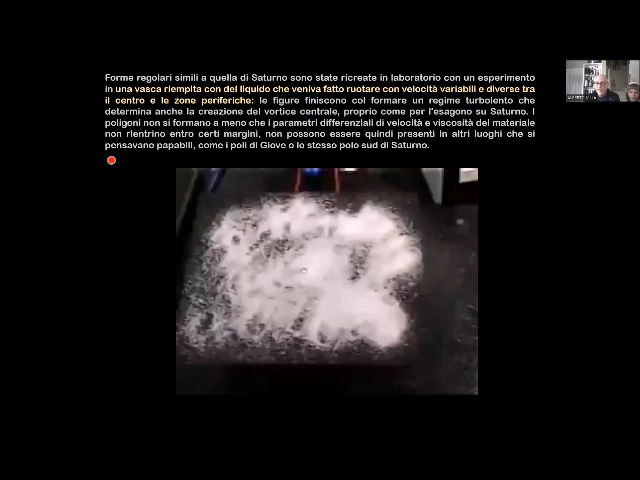 Forme regolari simili a quella di Saturno sono state ricreate in laboratorio con un esperimento
in una vasca riempita con del liquido che veniva fatto ruotare con velocità variabili e diverse tra
il centro e le zone periferiche: le figure finiscono col formare un regime turbolento che
determina anche la creazione del vortice centrale, proprio come per l'esagono su Saturno. I
poligoni non si formano a meno che i parametri differenziali di velocità e viscosità del materiale
non rientrino entro certi margini, non possono essere quindi presenti in altri luoghi che si
pensavano papabili, come i poli di Giove o lo stesso polo sud di Saturno.